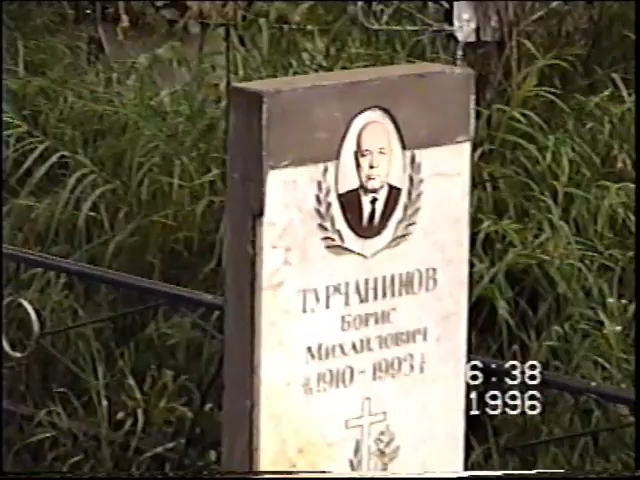 ТУРЧАНИНОВ
БОРИС
МИХАЙЛОВИЧ
1910 - 1993
6:38
1996